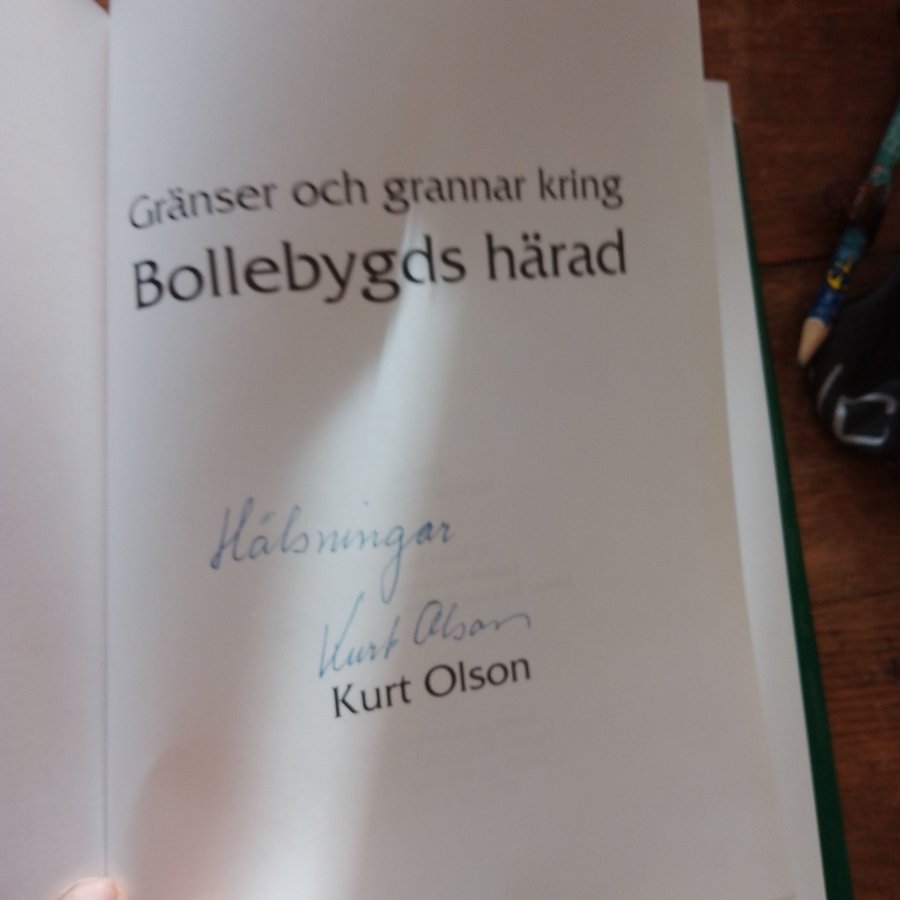 Gränser och grannar kring
Bollebygds härad
Hälsningar
Kurt Olson
Kurt Olson